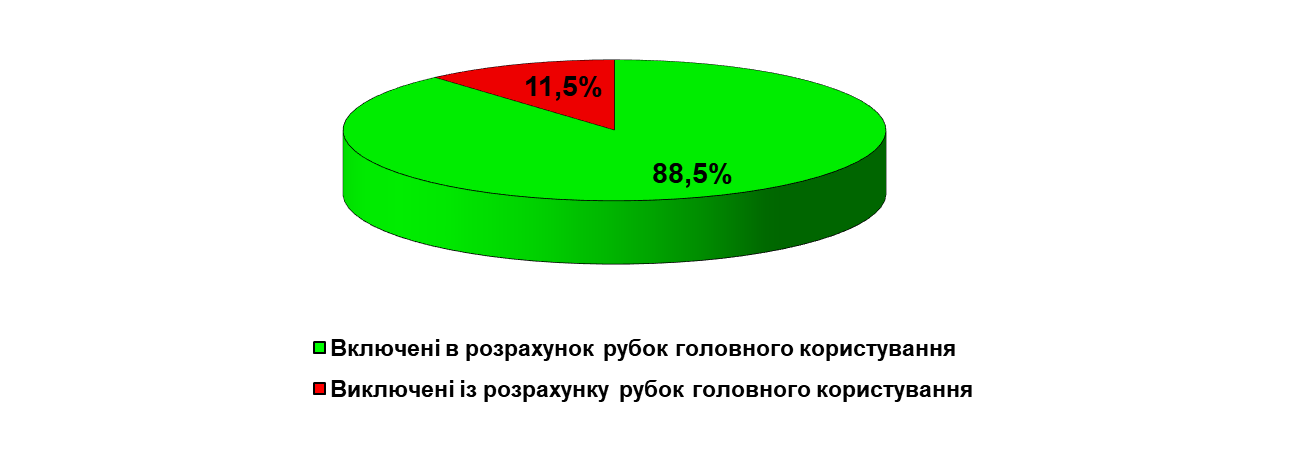 11,5%
88,5%
Включені в розрахунок рубок головного користування
Виключені із розрахунку рубок головного користування